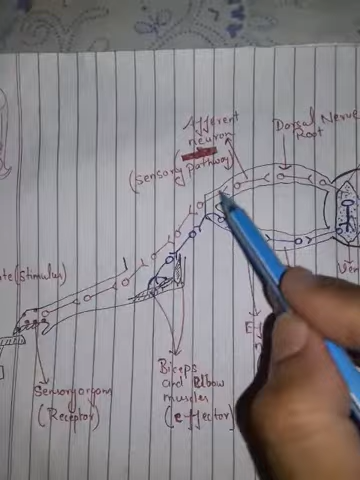 Afferent
neuron
(Sensory pathway)
Dorsal Nerve
Root
(Stimulus)
Sensory organ
(Receptor)
Biceps
and elbow
muscles
(effector)